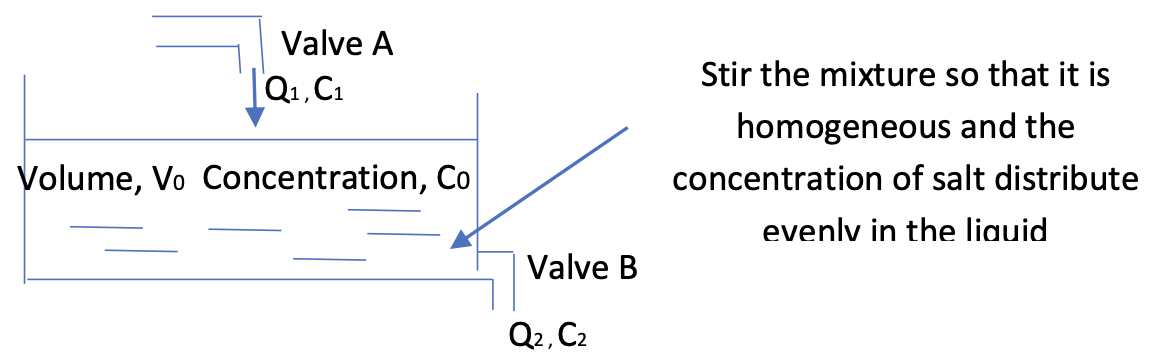 Valve A
Q₁, C₁
Stir the mixture so that it is
homogeneous and the
concentration of salt distribute
evenly in the liquid
Volume, V₀ Concentration, C₀
Valve B
Q₂, C₂